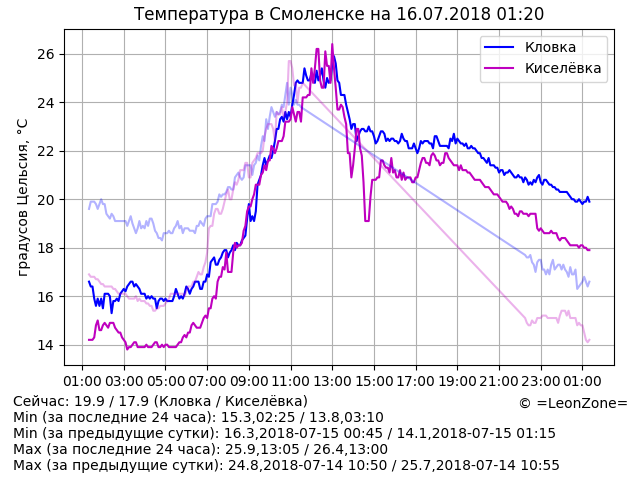 Температура в Смоленске на 16.07.2018 01:20
Кловка
Киселёвка
градусов Цельсия, °C
26
24
22
20
18
16
14
01:00 03:00 05:00 07:00 09:00 11:00 13:00 15:00 17:00 19:00 21:00 23:00 01:00
Сейчас: 19.9 / 17.9 (Кловка / Киселёвка)
© =LeonZone=
Min (за последние 24 часа): 15.3,02:25 / 13.8,03:10
Min (за предыдущие сутки): 16.3,2018-07-15 00:45 / 14.1,2018-07-15 01:15
Max (за последние 24 часа): 25.9,13:05 / 26.4,13:00
Max (за предыдущие сутки): 24.8,2018-07-14 10:50 / 25.7,2018-07-14 10:55